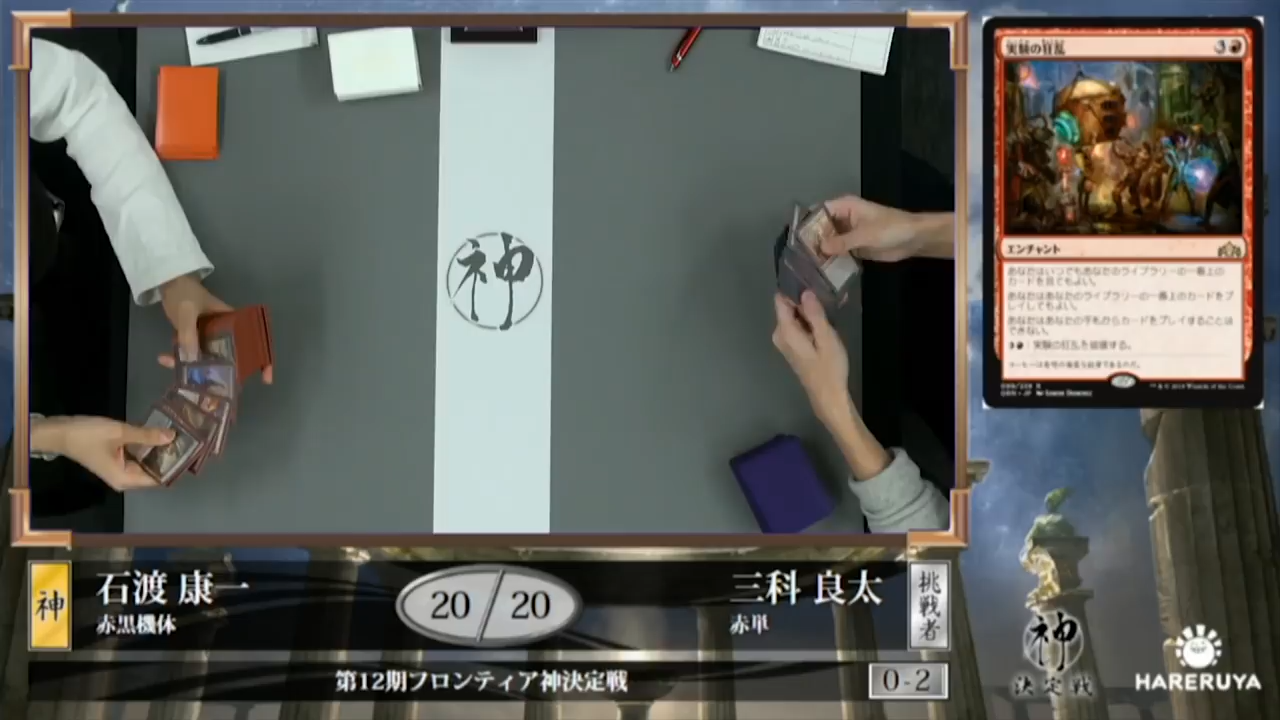 神
実験の狂乱 3
エンチャント
あなたはいつでもあなたのライブラリーの一番上の
カードを見てもよい。
あなたはあなたのライブラリーの一番上のカードをプ
レイしてもよい。
あなたはあなたの手札からカードをプレイすることは
できない。
3 : 実験の狂乱を破壊する。
神
石渡 康一
赤黒機体
20/20
三科 良太
赤単
挑戦者
第12期フロンティア神決定戦
0-2
神
決定戦
HARERUYA